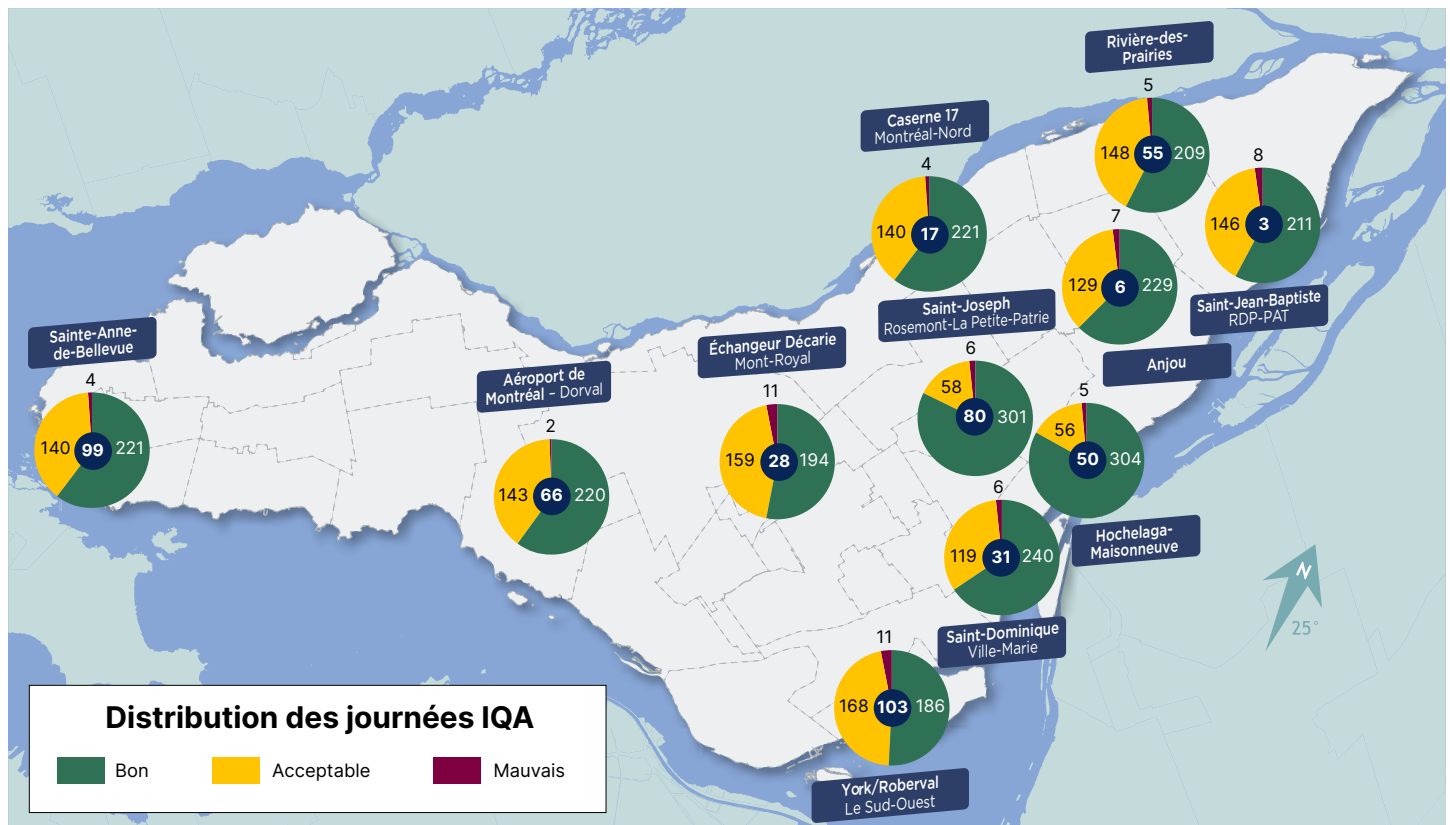 Rivière-des-
Prairies
5
148 55 209
Caserne 17
Montréal-Nord
4
140 17 221
8
146 3 211
Saint-Jean-Baptiste
RDP-PAT
7
129 6 229
Anjou
Saint-Joseph
Rosemont-La Petite-Patrie
6
58 80 301
5
56 50 304
Hochelaga-
Maisonneuve
Échangeur Décarie
Mont-Royal
11
159 28 194
Sainte-Anne-
de-Bellevue
4
140 99 221
Aéroport de
Montréal - Dorval
2
143 66 220
6
119 31 240
Saint-Dominique
Ville-Marie
11
168 103 186
York/Roberval
Le Sud-Ouest
N
25°
Distribution des journées IQA
Bon Acceptable Mauvais